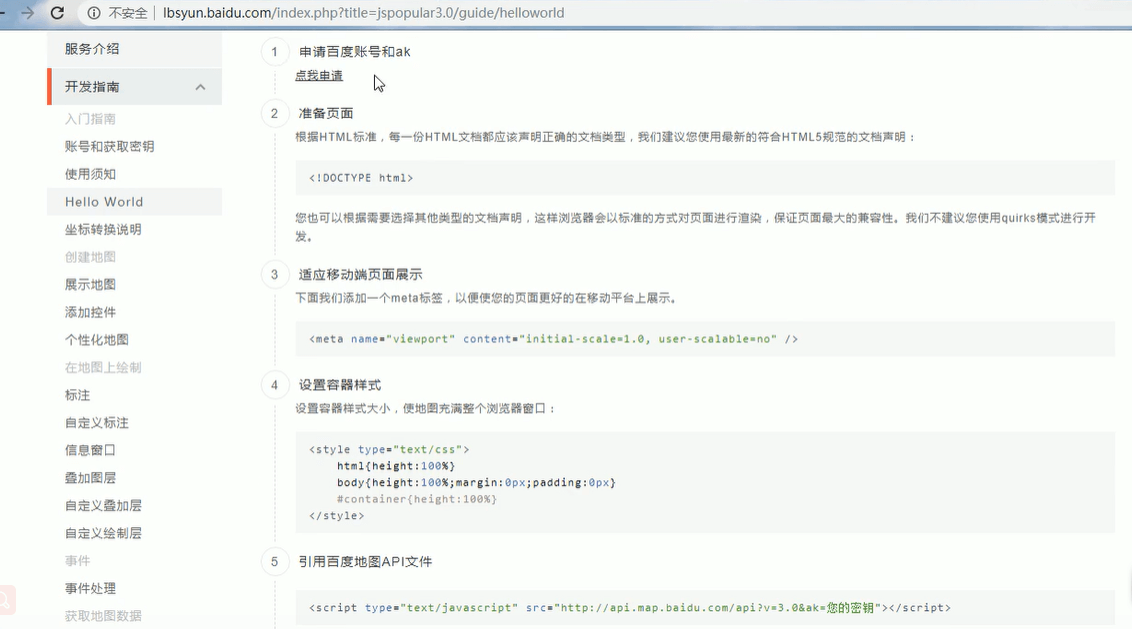 不安全 lbsyun.baidu.com/index.php?title=jspopular3.0/guide/helloworld
服务介绍
开发指南
入门指南
账号和获取密钥
使用须知
Hello World
坐标转换说明
创建地图
展示地图
添加控件
个性化地图
在地图上绘制
标注
自定义标注
信息窗口
叠加图层
自定义叠加层
自定义绘制层
事件
事件处理
获取地图数据
1 申请百度账号和ak
点我申请
2 准备页面
根据HTML标准，每一份HTML文档都应该声明正确的文档类型，我们建议您使用最新的符合HTML5规范的文档声明：
<!DOCTYPE html>
您也可以根据需要选择其他类型的文档声明，这样浏览器会以标准的方式对页面进行渲染，保证页面最大的兼容性。我们不建议您使用quirks模式进行开
发。
3 适应移动端页面展示
下面我们添加一个meta标签，以便使您的页面更好的在移动平台上展示。
<meta name="viewport" content="initial-scale=1.0, user-scalable=no" />
4 设置容器样式
设置容器样式大小，使地图充满整个浏览器窗口：
<style type="text/css">
html{height:100%}
body{height:100%;margin:0px;padding:0px}
#container{height:100%}
</style>
5 引用百度地图API文件
<script type="text/javascript" src="http://api.map.baidu.com/api?v=3.0&ak=您的密钥"></script>